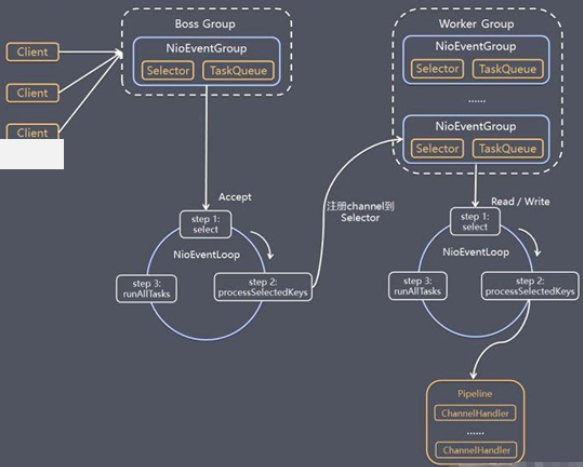 Boss Group
NioEventGroup
Selector
TaskQueue
Client
Client
Client
Worker Group
NioEventGroup
Selector
TaskQueue
......
NioEventGroup
Selector
TaskQueue
Accept
step 1:
select
NioEventLoop
step 2:
processSelectedKeys
step 3:
runAllTasks
注册channel到
Selector
Read / Write
step 1:
select
NioEventLoop
step 2:
processSelectedKeys
step 3:
runAllTasks
Pipeline
ChannelHandler
......
ChannelHandler